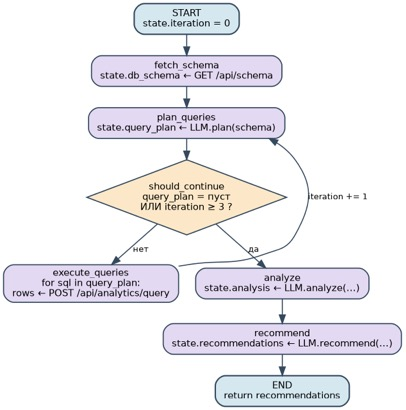 START
state.iteration = 0
fetch_schema
state.db_schema ← GET /api/schema
plan_queries
state.query_plan ← LLM.plan(schema)
should_continue
query_plan = пуст
ИЛИ iteration ≥ 3 ?
iteration += 1
нет
да
execute_queries
for sql in query_plan:
rows ← POST /api/analytics/query
analyze
state.analysis ← LLM.analyze(...)
recommend
state.recommendations ← LLM.recommend(...)
END
return recommendations